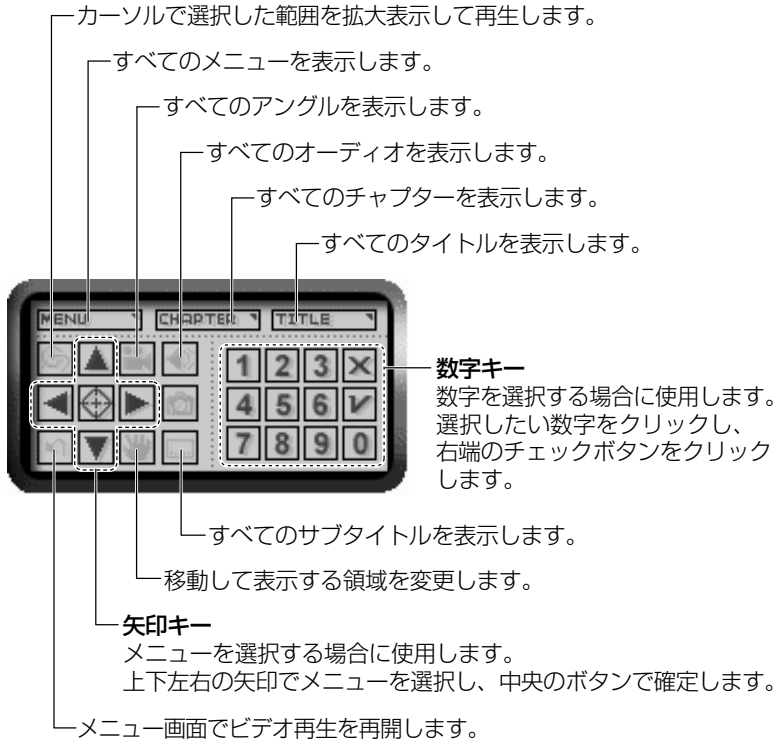 カーソルで選択した範囲を拡大表示して再生します。
すべてのメニューを表示します。
すべてのアングルを表示します。
すべてのオーディオを表示します。
すべてのチャプターを表示します。
すべてのタイトルを表示します。
MENU CHAPTER TITLE
1 2 3
4 5 6
7 8 9 0
数字キー
数字を選択する場合に使用します。
選択したい数字をクリックし、
右端のチェックボタンをクリック
します。
すべてのサブタイトルを表示します。
移動して表示する領域を変更します。
矢印キー
メニューを選択する場合に使用します。
上下左右の矢印でメニューを選択し、中央のボタンで確定します。
メニュー画面でビデオ再生を再開します。